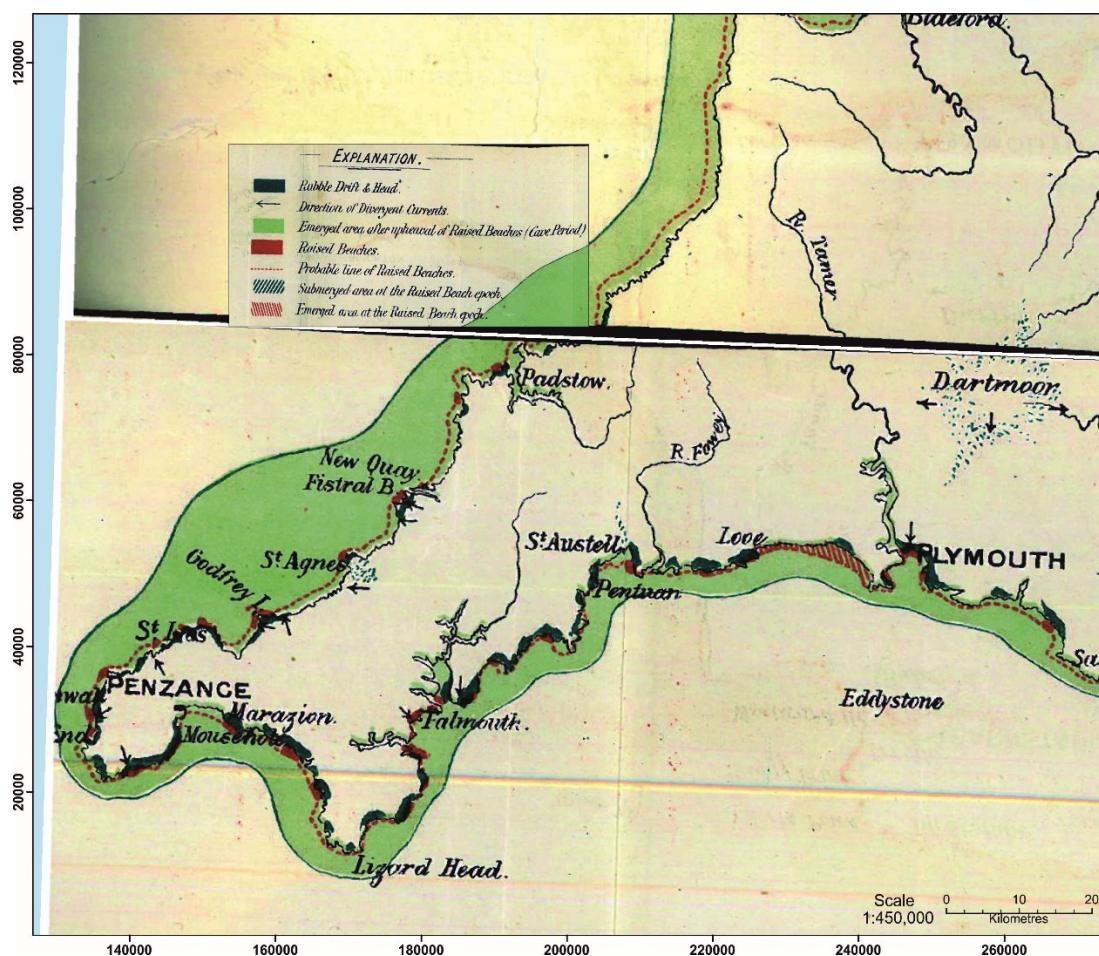 120000
100000
80000
60000
40000
20000
Bideford.
EXPLANATION.
Rubble Drift & Head.
Direction of Divergent Currents.
Emerged area after upheaval of Raised Beaches (Cave Period)
Raised Beaches.
Probable line of Raised Beaches.
Submerged area at the Raised Beach epoch.
Emerged area at the Raised Beach epoch.
R. Tamer
Padstow.
Dartmoor
R. Fowey
New Quay
Fistral B.
St. Agnes
Godfrey I.
St. Ives
St. Austell
Looe
PLYMOUTH
Pentuan
PENZANCE
Marazion.
Mousehole
Falmouth.
Eddystone
Lizard Head.
Scale
1:450,000
0 10 20
Kilometres
140000 160000 180000 200000 220000 240000 260000